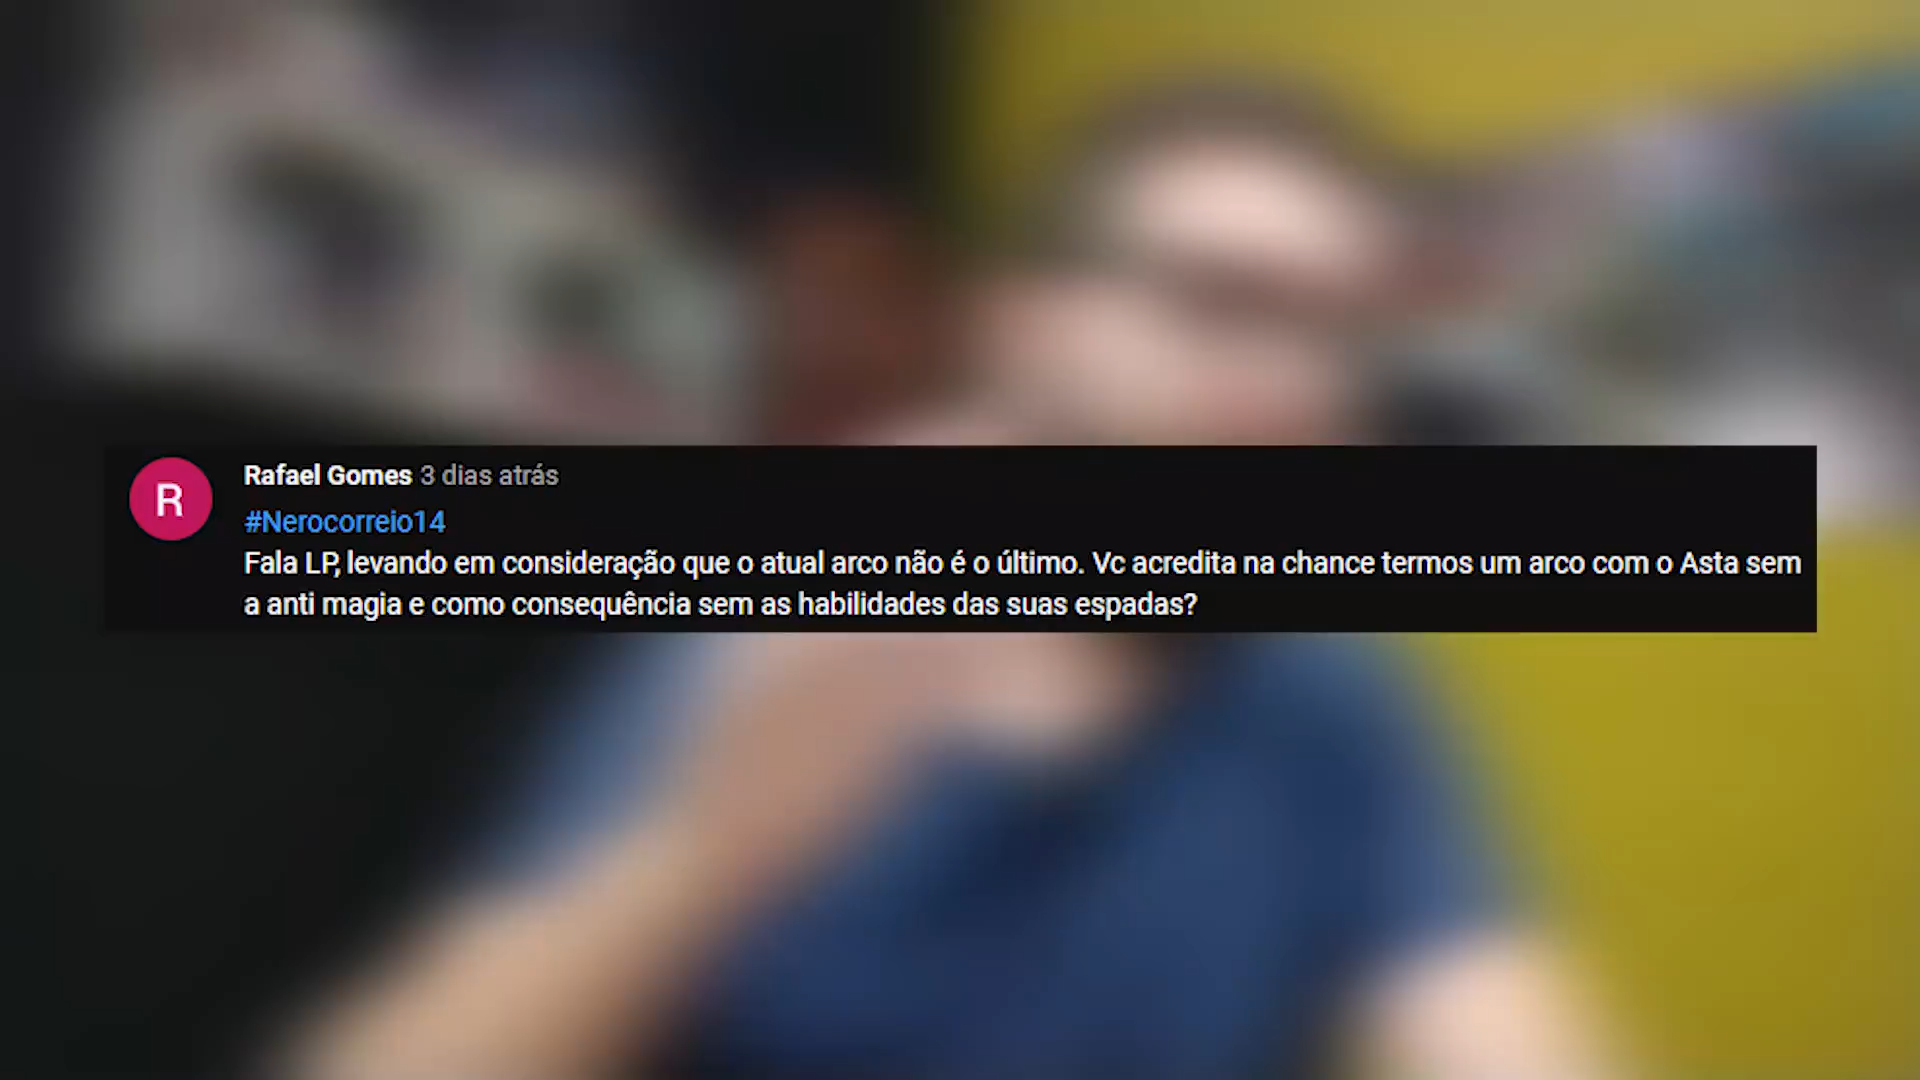 R
Rafael Gomes 3 dias atrás
#Nerocorreio14
Fala LP, levando em consideração que o atual arco não é o último. Vc acredita na chance termos um arco com o Asta sem
a anti magia e como consequência sem as habilidades das suas espadas?